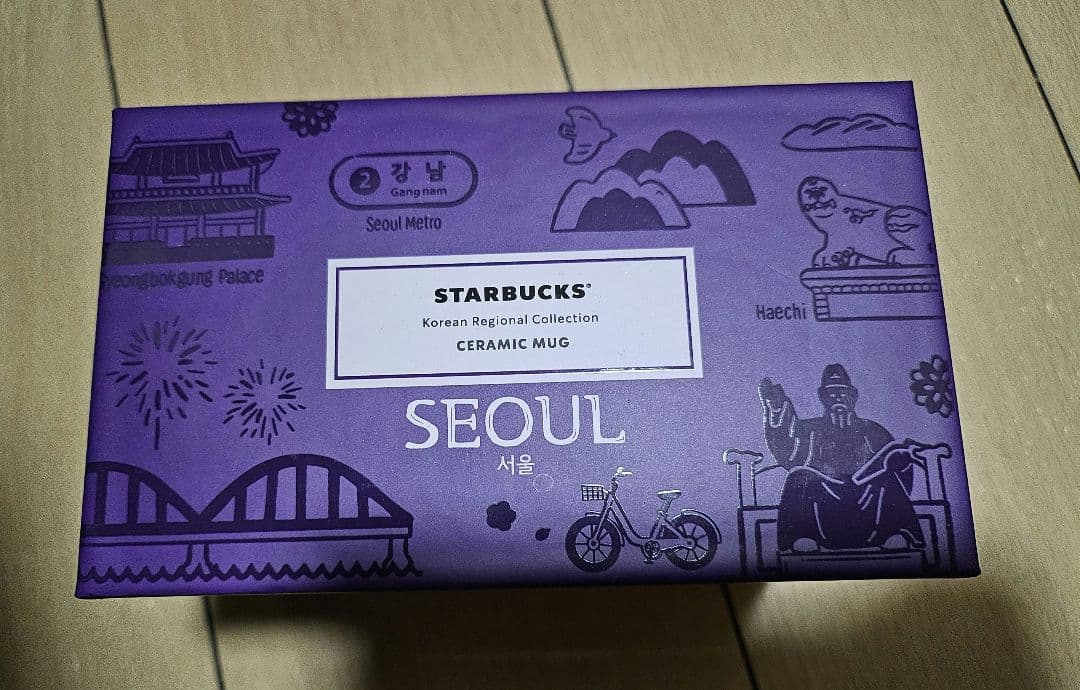 2 강남
Gangnam
Seoul Metro
Gyeongbokgung Palace
STARBUCKS®
Korean Regional Collection
CERAMIC MUG
Haechi
SEOUL
서울